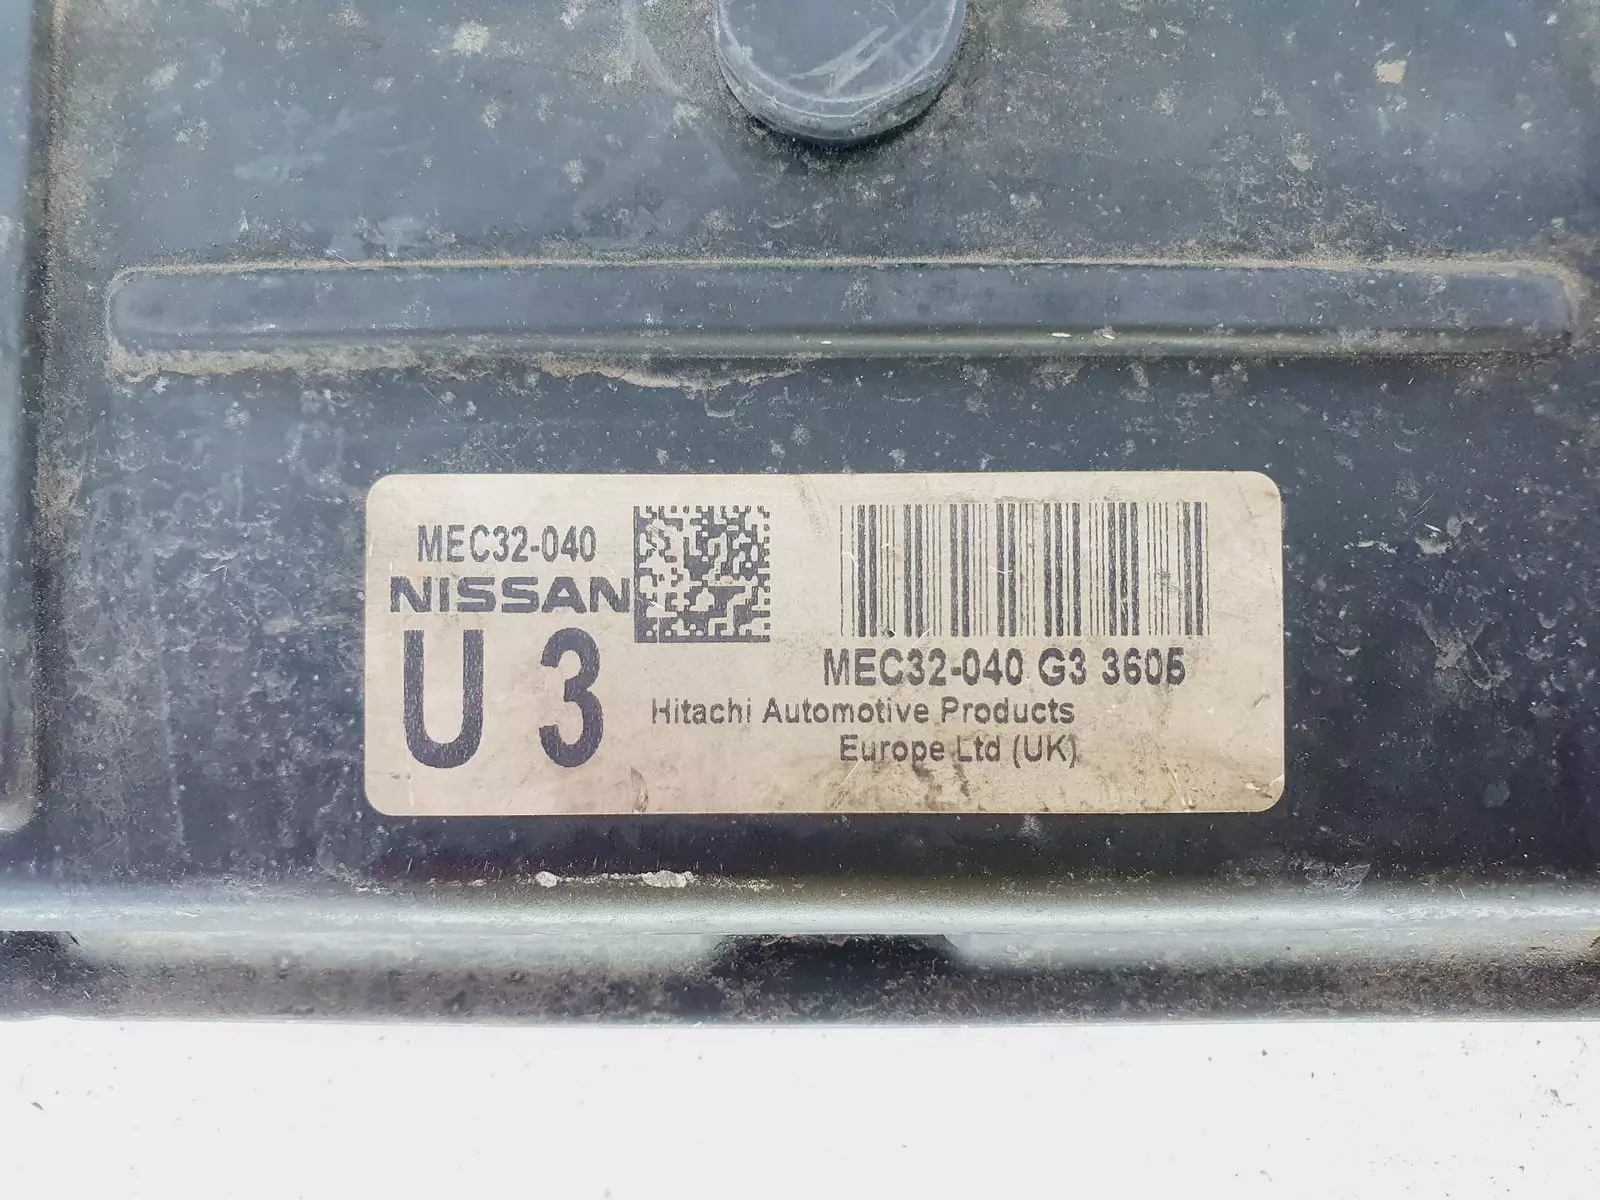 MEC32-040
NISSAN
U 3
MEC32-040 G3 3605
Hitachi Automotive Products
Europe Ltd (UK)